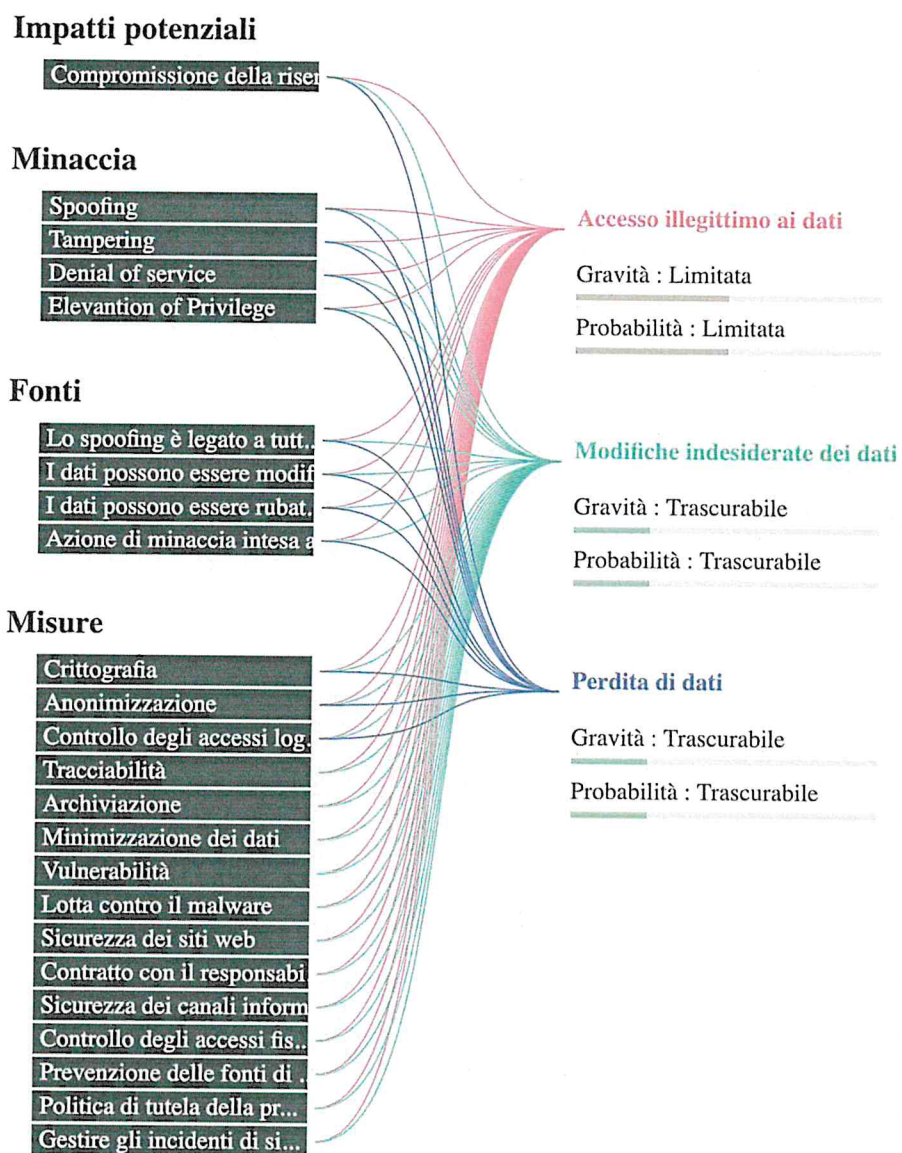 Impatti potenziali
Compromissione della riser
Minaccia
Spoofing
Tampering
Denial of service
Elevantion of Privilege
Fonti
Lo spoofing è legato a tutt...
I dati possono essere modif
I dati possono essere rubat.
Azione di minaccia intesa a
Misure
Crittografia
Anonimizzazione
Controllo degli accessi log.
Tracciabilità
Archiviazione
Minimizzazione dei dati
Vulnerabilità
Lotta contro il malware
Sicurezza dei siti web
Contratto con il responsabi
Sicurezza dei canali inform
Controllo degli accessi fis...
Prevenzione delle fonti di .
Politica di tutela della pr...
Gestire gli incidenti di si...
Accesso illegittimo ai dati
Gravità : Limitata
Probabilità : Limitata
Modifiche indesiderate dei dati
Gravità : Trascurabile
Probabilità : Trascurabile
Perdita di dati
Gravità : Trascurabile
Probabilità : Trascurabile